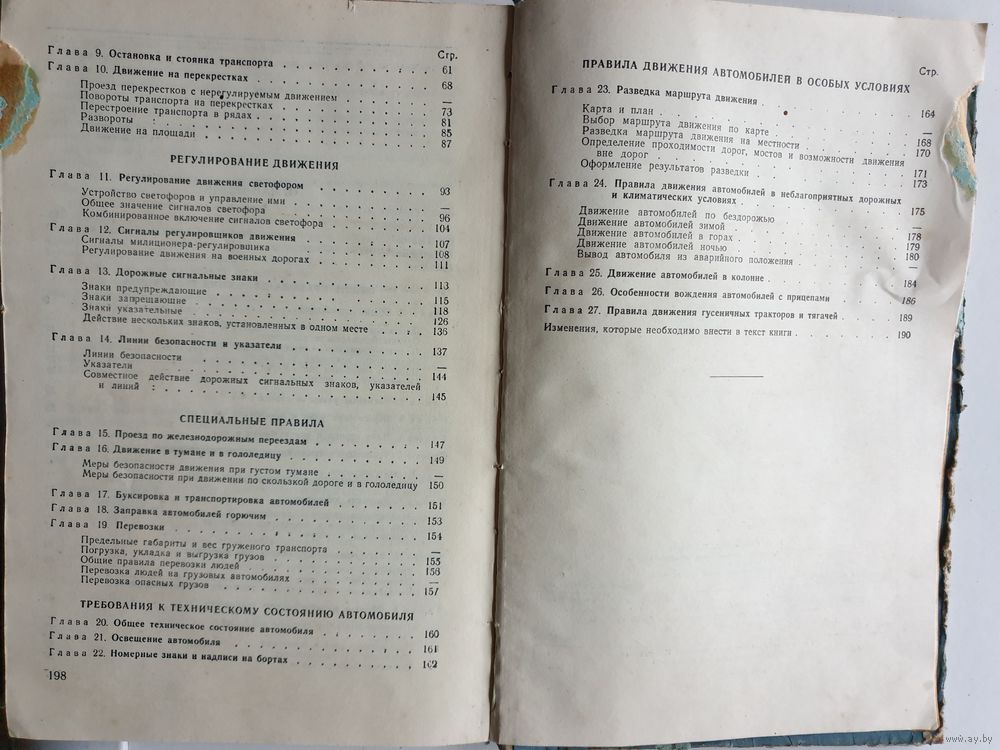 Стр.
Глава 9. Остановка и стоянка транспорта . . . . . . . . . . . 61
Глава 10. Движение на перекрестках . . . . . . . . . . . . 68
Проезд перекрестков с нерегулируемым движением . . . . . . —
Повороты транспорта на перекрестках . . . . . . . . . . 73
Перестроение транспорта в рядах . . . . . . . . . . . 81
Развороты . . . . . . . . . . . . . . . . . . 85
Движение на площади . . . . . . . . . . . . . . 87
РЕГУЛИРОВАНИЕ ДВИЖЕНИЯ
Глава 11. Регулирование движения светофором . . . . . . . . 93
Устройство светофоров и управление ими . . . . . . . . . —
Общее значение сигналов светофора . . . . . . . . . . 96
Комбинированное включение сигналов светофора . . . . . . 104
Глава 12. Сигналы регулировщиков движения . . . . . . . . . 107
Сигналы милиционера-регулировщика . . . . . . . . . . 108
Регулирование движения на военных дорогах . . . . . . . . 111
Глава 13. Дорожные сигнальные знаки . . . . . . . . . . . 113
Знаки предупреждающие . . . . . . . . . . . . . 115
Знаки запрещающие . . . . . . . . . . . . . . . 118
Знаки указательные . . . . . . . . . . . . . . . 126
Действие нескольких знаков, установленных в одном месте . . . 136
Глава 14. Линии безопасности и указатели . . . . . . . . . . 137
Линии безопасности . . . . . . . . . . . . . . . —
Указатели . . . . . . . . . . . . . . . . . . 144
Совместное действие дорожных сигнальных знаков, указателей
и линий . . . . . . . . . . . . . . . . . . 145
СПЕЦИАЛЬНЫЕ ПРАВИЛА
Глава 15. Проезд по железнодорожным переездам . . . . . . . 147
Глава 16. Движение в тумане и в гололедицу . . . . . . . . . 149
Меры безопасности движения при густом тумане . . . . . . . —
Меры безопасности при движении по скользкой дороге и в гололедицу 150
Глава 17. Буксировка и транспортировка автомобилей . . . . . . 151
Глава 18. Заправка автомобилей горючим . . . . . . . . . . 153
Глава 19 Перевозки . . . . . . . . . . . . . . . . 154
Предельные габариты и вес груженого транспорта . . . . . . —
Погрузка, укладка и выгрузка грузов . . . . . . . . . . 155
Общие правила перевозки людей . . . . . . . . . . . 156
Перевозка людей на грузовых автомобилях . . . . . . . . —
Перевозка опасных грузов . . . . . . . . . . . . . 157
ТРЕБОВАНИЯ К ТЕХНИЧЕСКОМУ СОСТОЯНИЮ АВТОМОБИЛЯ
Глава 20. Общее техническое состояние автомобиля . . . . . . . 160
Глава 21. Освещение автомобиля . . . . . . . . . . . . 161
Глава 22. Номерные знаки и надписи на бортах . . . . . . . . 162
198
Стр.
ПРАВИЛА ДВИЖЕНИЯ АВТОМОБИЛЕЙ В ОСОБЫХ УСЛОВИЯХ
Глава 23. Разведка маршрута движения . . . . . . . . . . 164
Карта и план . . . . . . . . . . . . . . . . . —
Выбор маршрута движения по карте . . . . . . . . . . 168
Разведка маршрута движения на местности . . . . . . . . 170
Определение проходимости дорог, мостов и возможности движения
вне дорог . . . . . . . . . . . . . . . . . 171
Оформление результатов разведки . . . . . . . . . . . 173
Глава 24. Правила движения автомобилей в неблагоприятных дорожных
и климатических условиях . . . . . . . . . . . . . 175
Движение автомобилей по бездорожью . . . . . . . . . —
Движение автомобилей зимой . . . . . . . . . . . . 178
Движение автомобилей в горах . . . . . . . . . . . . 179
Движение автомобилей ночью . . . . . . . . . . . . 180
Вывод автомобиля из аварийного положения . . . . . . . . —
Глава 25. Движение автомобилей в колонне . . . . . . . . . 184
Глава 26. Особенности вождения автомобилей с прицепами . . . . 186
Глава 27. Правила движения гусеничных тракторов и тягачей . . . 189
Изменения, которые необходимо внести в текст книги . . . . . . 190
www.ay.by